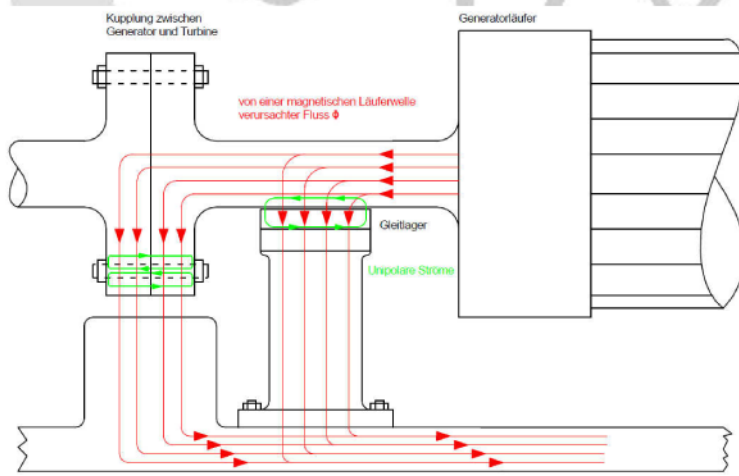 Kupplung zwischen
Generator und Turbine
Generatorläufer
von einer magnetischen Läuferwelle
verursachter Fluss Φ
Gleitlager
Unipolare Ströme